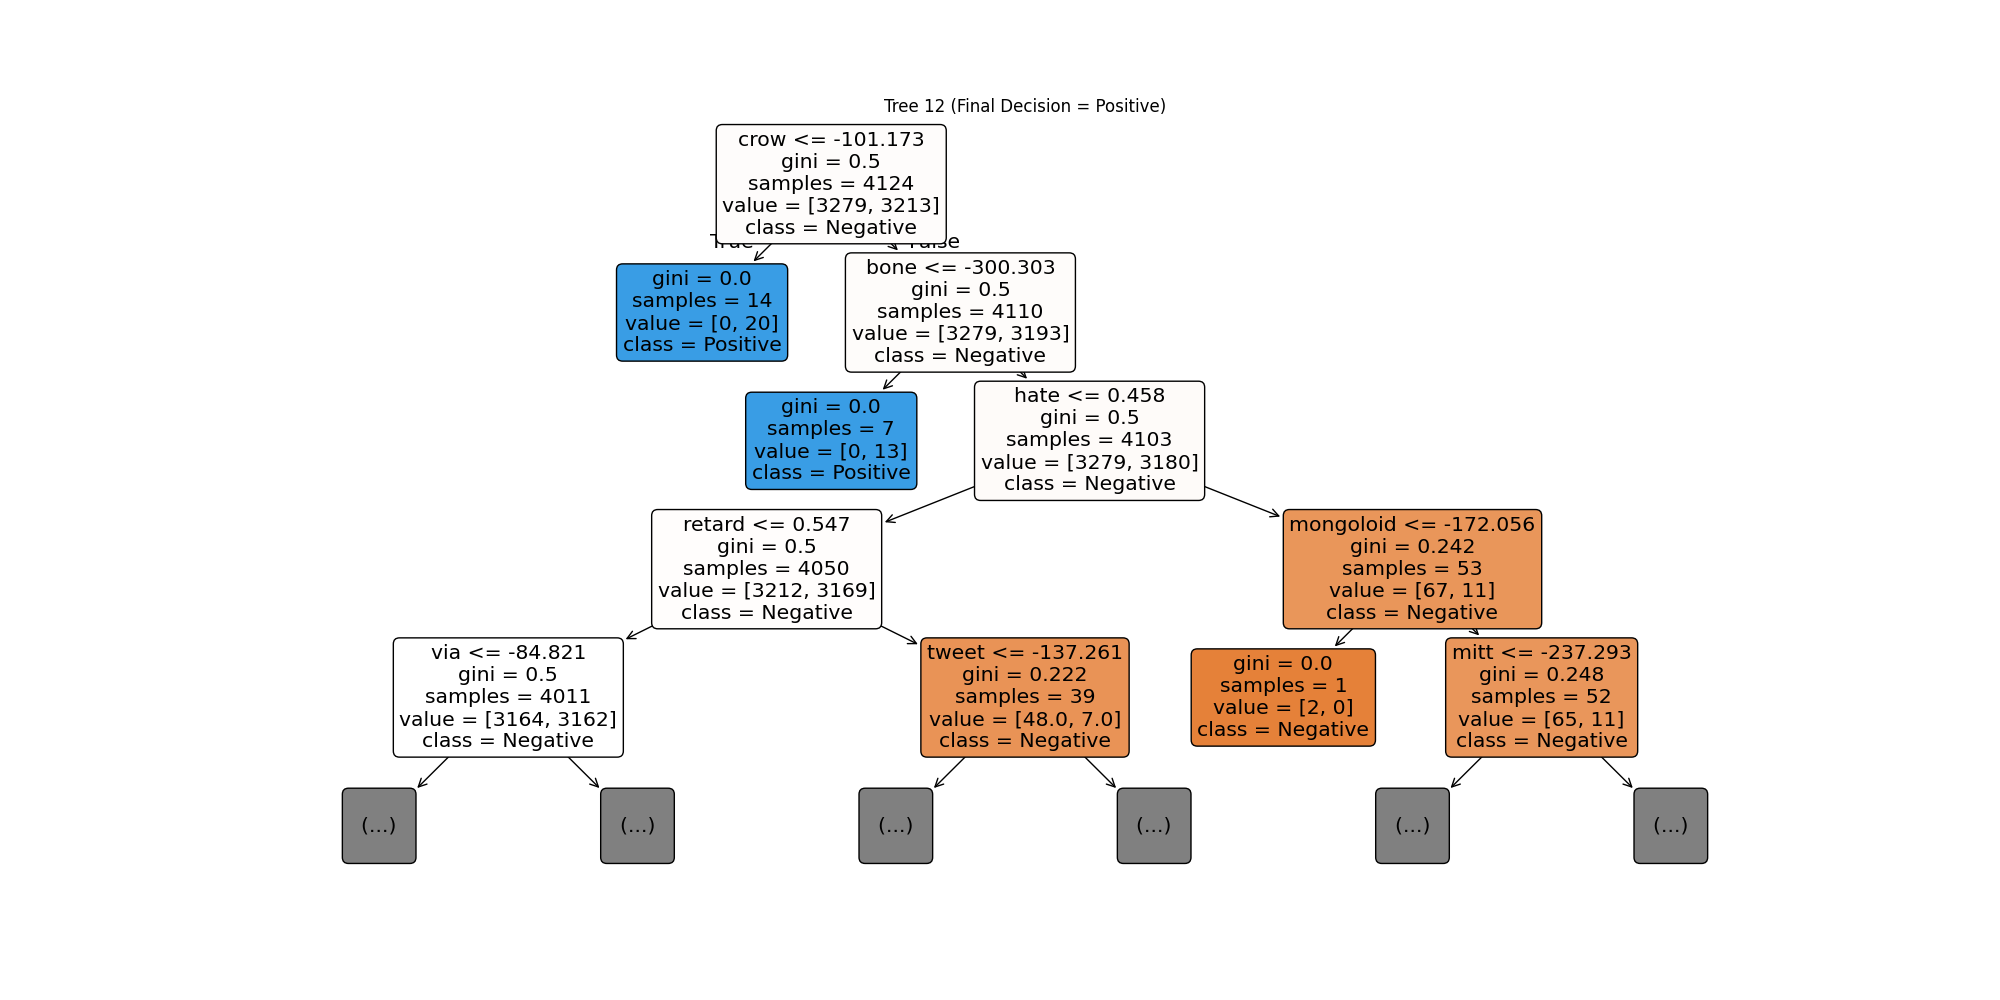 Tree 12 (Final Decision = Positive)
crow <= -101.173
gini = 0.5
samples = 4124
value = [3279, 3213]
class = Negative
True
False
gini = 0.0
samples = 14
value = [0, 20]
class = Positive
bone <= -300.303
gini = 0.5
samples = 4110
value = [3279, 3193]
class = Negative
gini = 0.0
samples = 7
value = [0, 13]
class = Positive
hate <= 0.458
gini = 0.5
samples = 4103
value = [3279, 3180]
class = Negative
retard <= 0.547
gini = 0.5
samples = 4050
value = [3212, 3169]
class = Negative
mongoloid <= -172.056
gini = 0.242
samples = 53
value = [67, 11]
class = Negative
via <= -84.821
gini = 0.5
samples = 4011
value = [3164, 3162]
class = Negative
tweet <= -137.261
gini = 0.222
samples = 39
value = [48.0, 7.0]
class = Negative
gini = 0.0
samples = 1
value = [2, 0]
class = Negative
mitt <= -237.293
gini = 0.248
samples = 52
value = [65, 11]
class = Negative
(...)
(...)
(...)
(...)
(...)
(...)